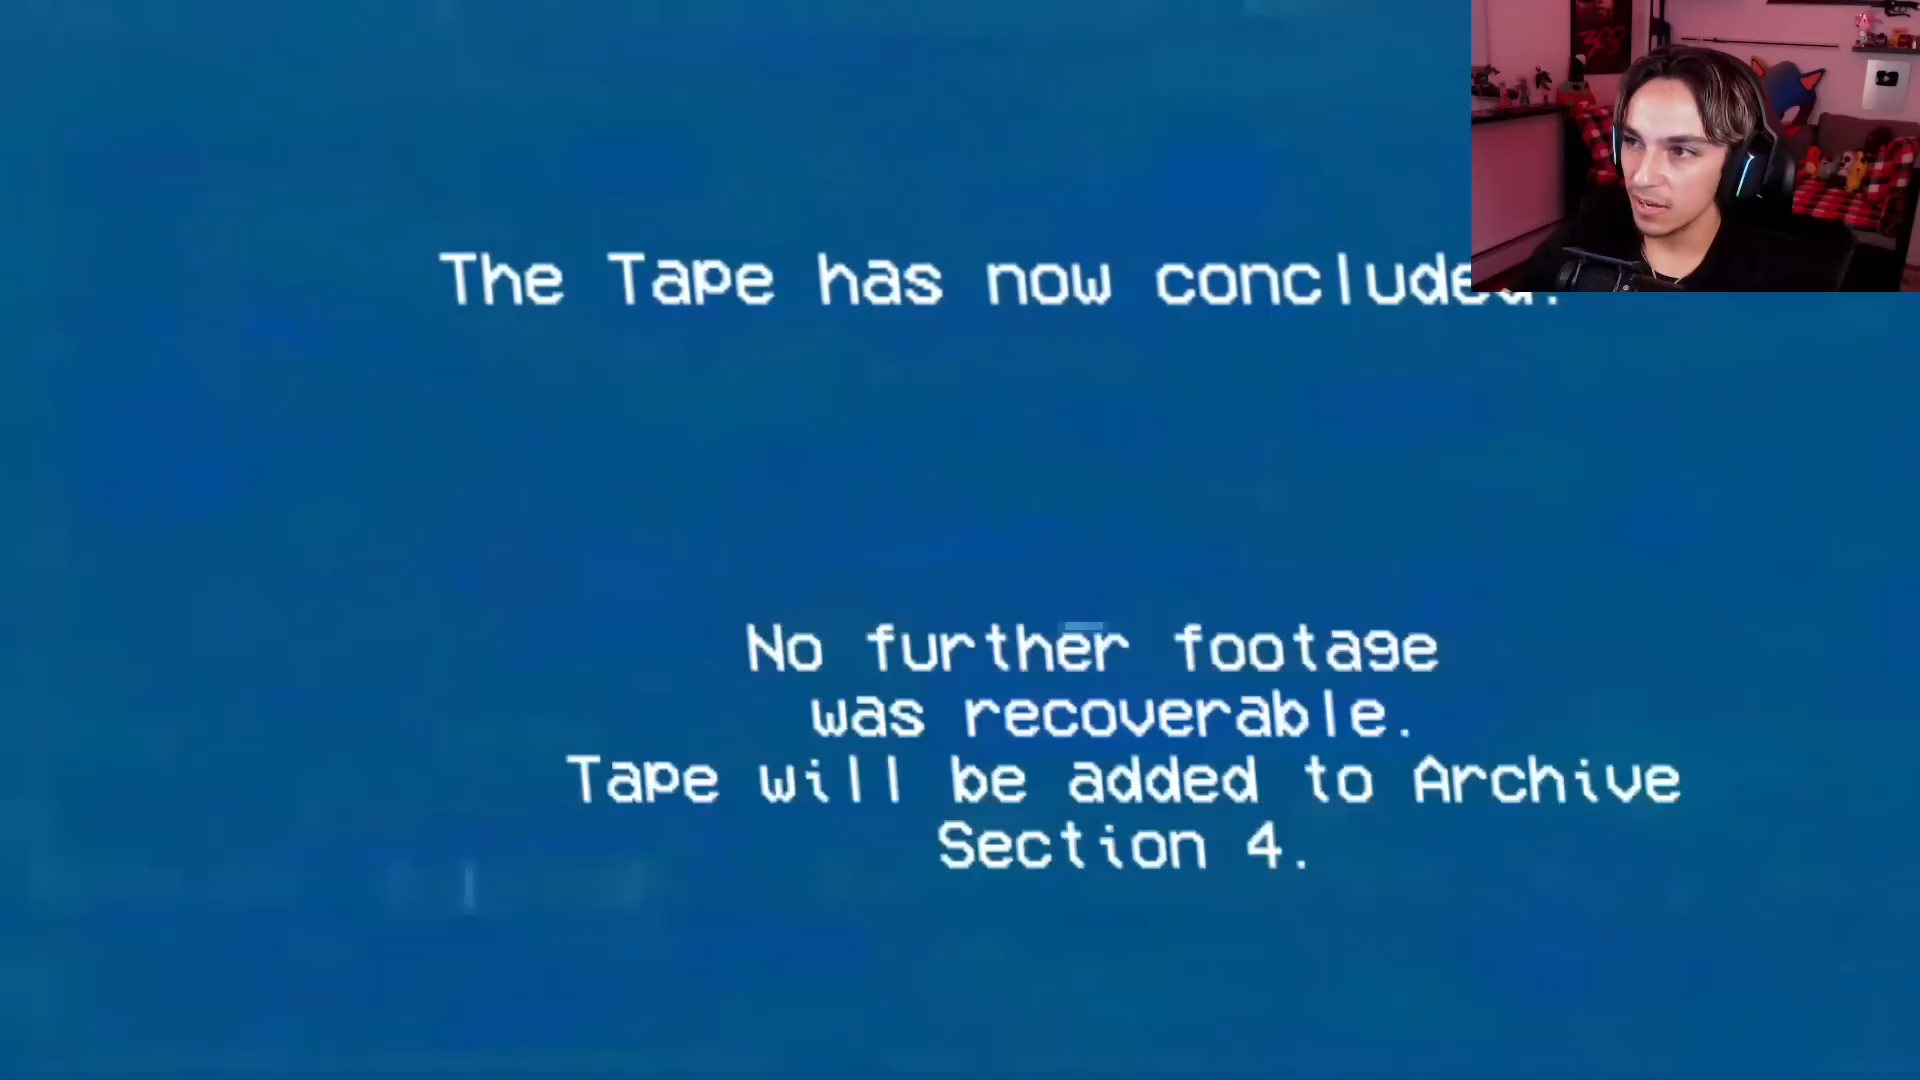 The Tape has now concluded.
No further footage
was recoverable.
Tape will be added to Archive
Section 4.